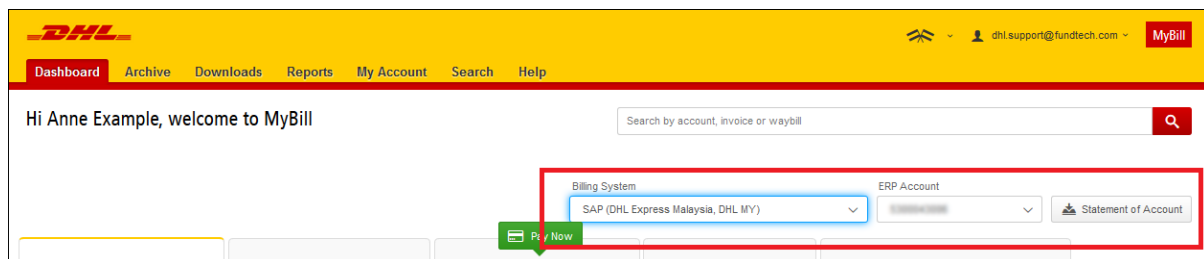 DHL
dhl.support@fundtech.com
MyBill
Dashboard Archive Downloads Reports My Account Search Help
Hi Anne Example, welcome to MyBill
Search by account, invoice or waybill
Billing System ERP Account
SAP (DHL Express Malaysia, DHL MY) Statement of Account
Pay Now